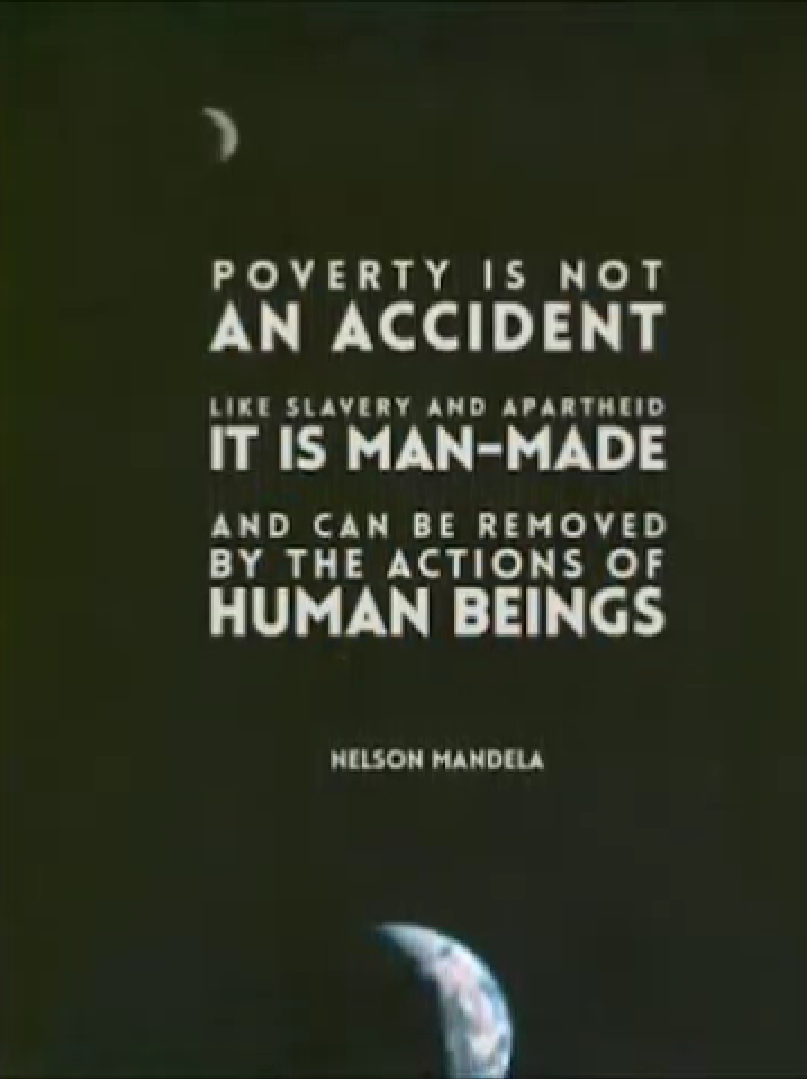 POVERTY IS NOT
AN ACCIDENT
LIKE SLAVERY AND APARTHEID
IT IS MAN-MADE
AND CAN BE REMOVED
BY THE ACTIONS OF
HUMAN BEINGS
NELSON MANDELA